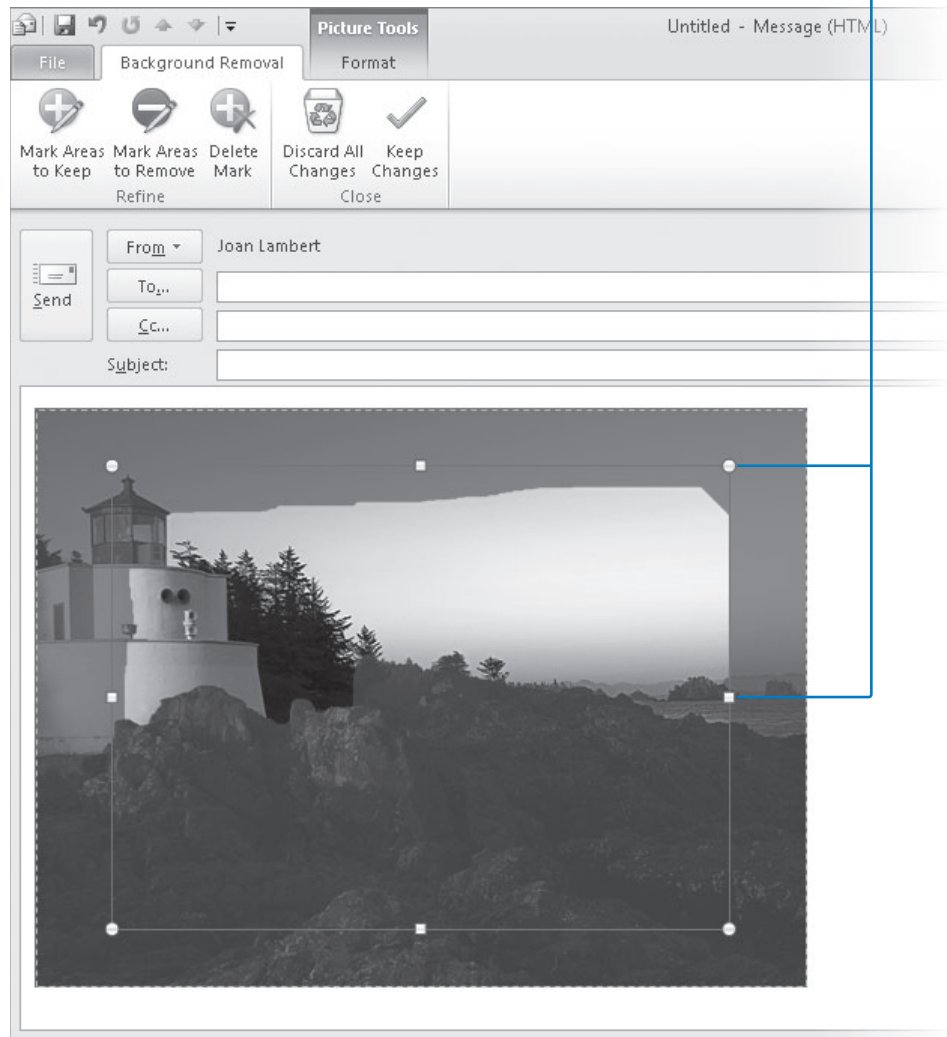 Picture Tools
Untitled - Message (HTML)
File
Background Removal
Format
Mark Areas to Keep
Mark Areas to Remove
Delete Mark
Discard All Changes
Keep Changes
Refine
Close
Send
From
Joan Lambert
To...
Cc...
Subject: